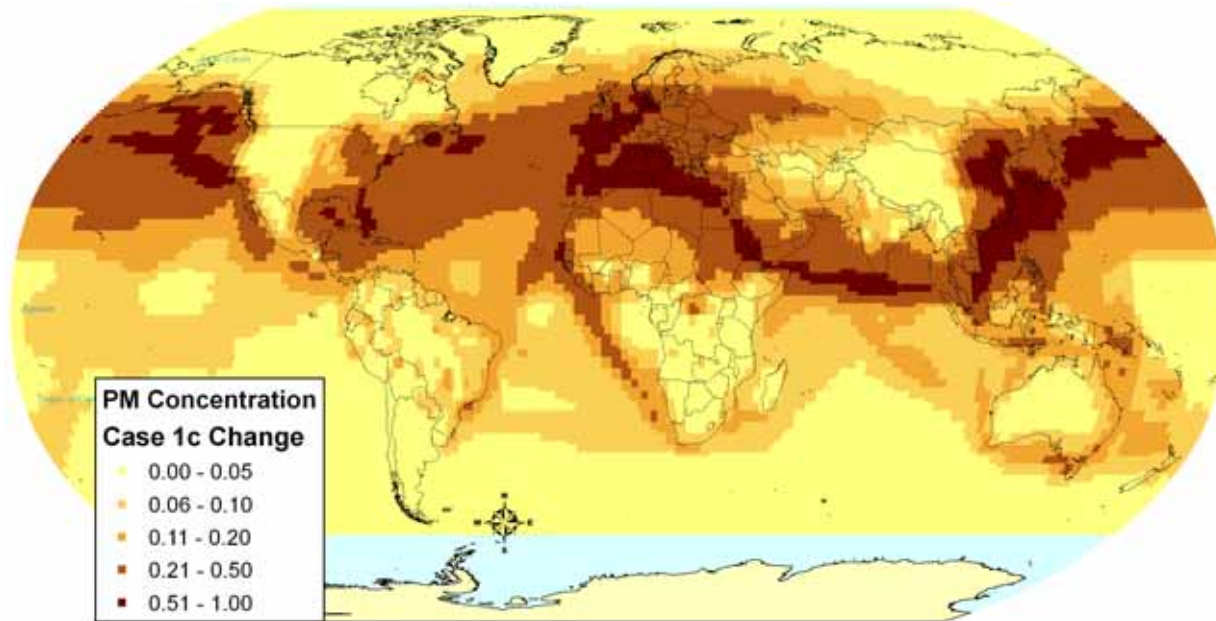 PM Concentration
Case 1c Change
0.00 - 0.05
0.06 - 0.10
0.11 - 0.20
0.21 - 0.50
0.51 - 1.00
N
W E
S